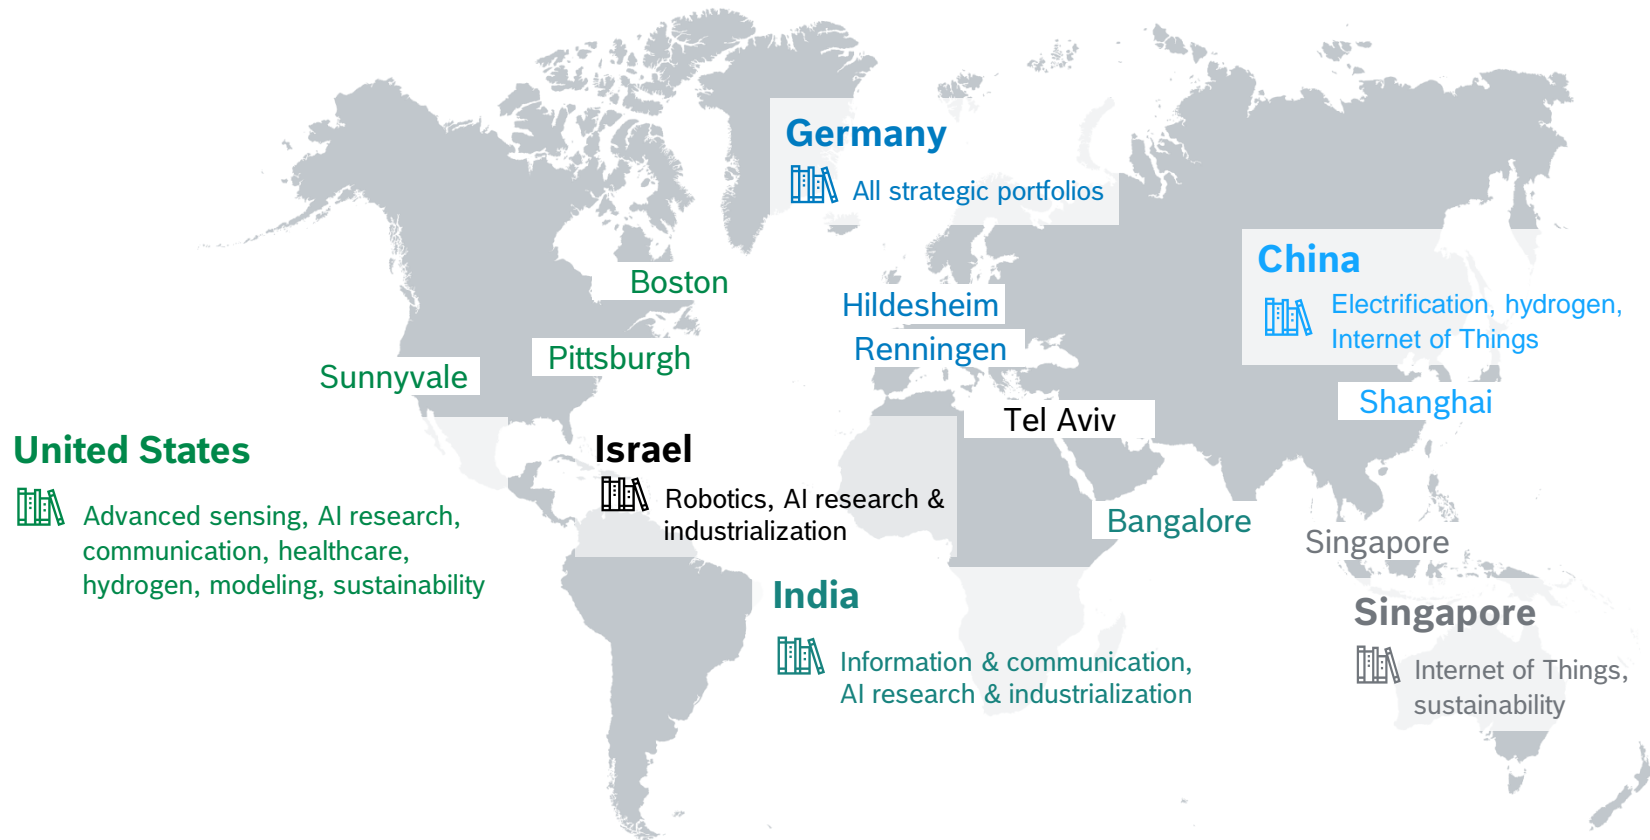 Germany
All strategic portfolios
China
Electrification, hydrogen,
Internet of Things
Boston
Hildesheim
Renningen
Pittsburgh
Sunnyvale
Shanghai
Tel Aviv
United States
Advanced sensing, AI research,
communication, healthcare,
hydrogen, modeling, sustainability
Israel
Robotics, AI research &
industrialization
Bangalore
Singapore
India
Information & communication,
AI research & industrialization
Singapore
Internet of Things,
sustainability